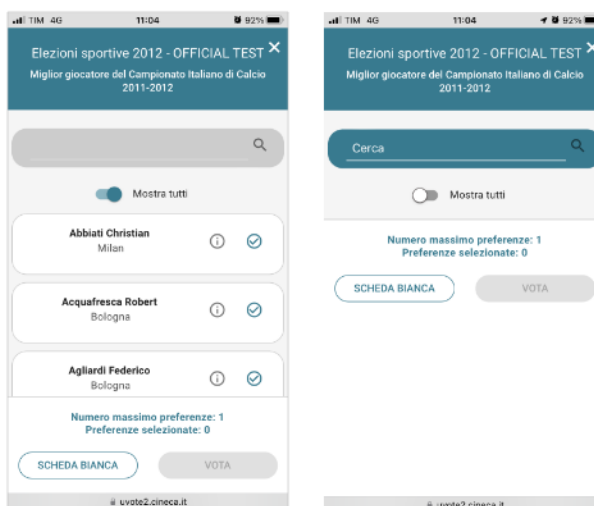 TIM 4G 11:04 92%
Elezioni sportive 2012 - OFFICIAL TEST
Miglior giocatore del Campionato Italiano di Calcio
2011-2012
Mostra tutti
Abbiati Christian
Milan
Acquafresca Robert
Bologna
Agliardi Federico
Bologna
Numero massimo preferenze: 1
Preferenze selezionate: 0
SCHEDA BIANCA VOTA
uvote2.cineca.it
TIM 4G 11:04 92%
Elezioni sportive 2012 - OFFICIAL TEST
Miglior giocatore del Campionato Italiano di Calcio
2011-2012
Cerca
Mostra tutti
Numero massimo preferenze: 1
Preferenze selezionate: 0
SCHEDA BIANCA VOTA
uvote2.cineca.it